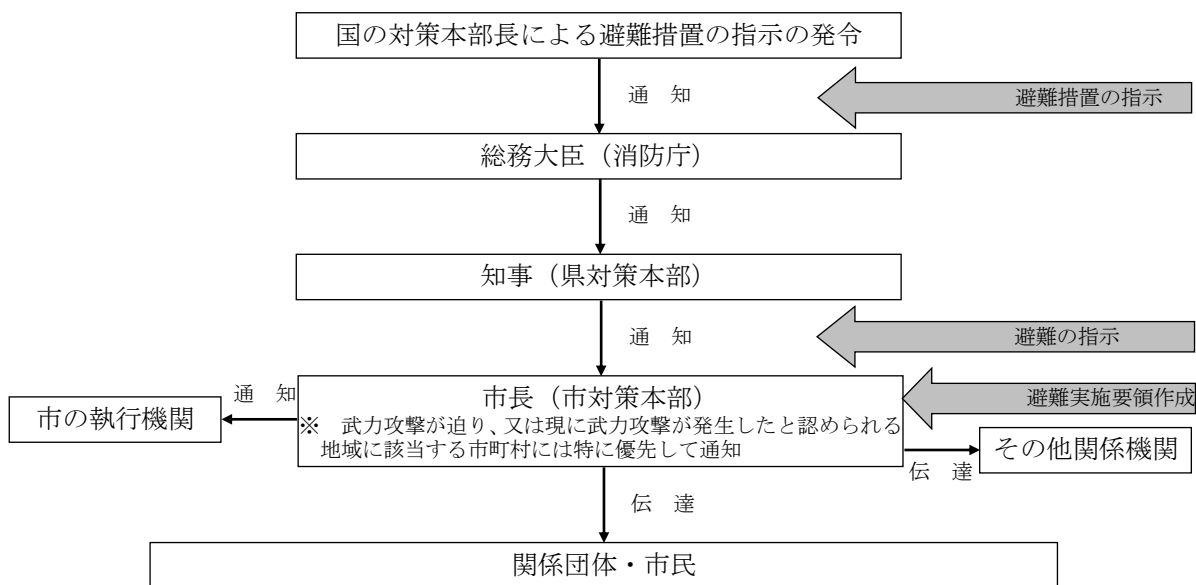 国の対策本部長による避難措置の指示の発令
通　知
避難措置の指示
総務大臣（消防庁）
通　知
知事（県対策本部）
通　知
避難の指示
市長（市対策本部）
※　武力攻撃が迫り、又は現に武力攻撃が発生したと認められる
地域に該当する市町村には特に優先して通知
避難実施要領作成
通　知
市の執行機関
その他関係機関
伝　達
伝　達
関係団体・市民